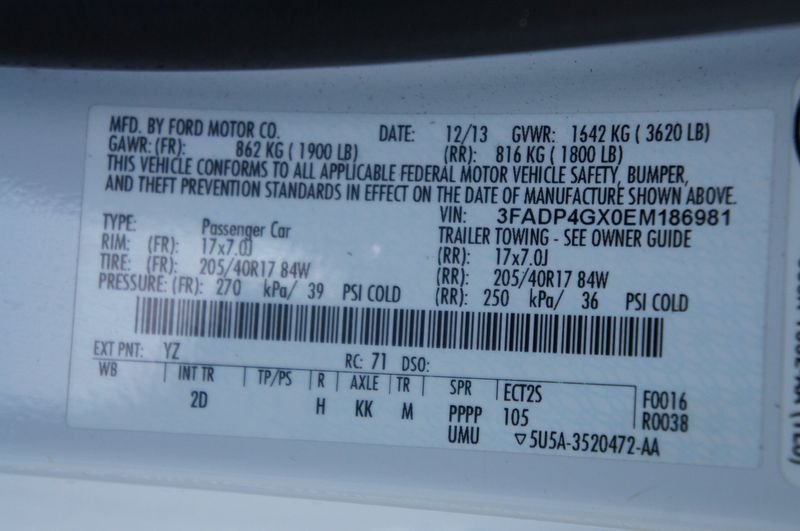 MFD. BY FORD MOTOR CO. DATE: 12/13 GVWR: 1642 KG ( 3620 LB)
GAWR: (FR): 862 KG ( 1900 LB) (RR): 816 KG ( 1800 LB)
THIS VEHICLE CONFORMS TO ALL APPLICABLE FEDERAL MOTOR VEHICLE SAFETY, BUMPER,
AND THEFT PREVENTION STANDARDS IN EFFECT ON THE DATE OF MANUFACTURE SHOWN ABOVE.
VIN: 3FADP4GX0EM186981
TYPE: Passenger Car TRAILER TOWING - SEE OWNER GUIDE
RIM: (FR): 17x7.0J (RR): 17x7.0J
TIRE: (FR): 205/40R17 84W (RR): 205/40R17 84W
PRESSURE: (FR): 270 kPa/ 39 PSI COLD (RR): 250 kPa/ 36 PSI COLD
EXT PNT: YZ RC: 71 DSO:
WB INT TR TP/PS R AXLE TR SPR ECT2S F0016
2D H KK M PPPP 105 R0038
UMU ▽5U5A-3520472-AA